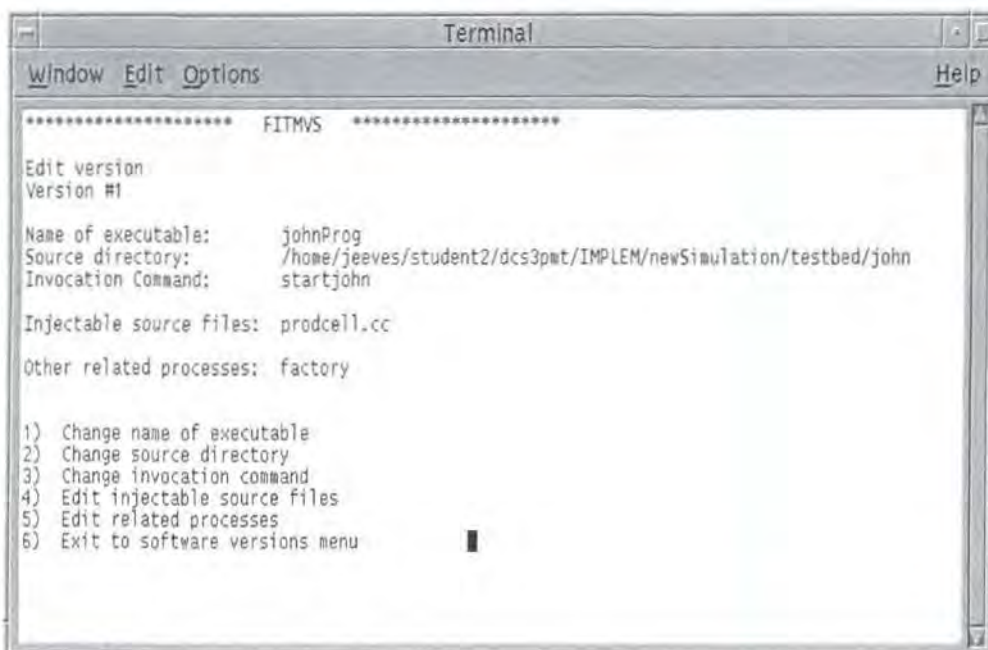 Terminal
Window Edit Options Help
********************* FITMVS *********************
Edit version
Version #1
Name of executable: johnProg
Source directory: /home/jeeves/student2/dcs3pmt/IMPLEM/newSimulation/testbed/john
Invocation Command: startjohn
Injectable source files: prodcell.cc
Other related processes: factory
1) Change name of executable
2) Change source directory
3) Change invocation command
4) Edit injectable source files
5) Edit related processes
6) Exit to software versions menu